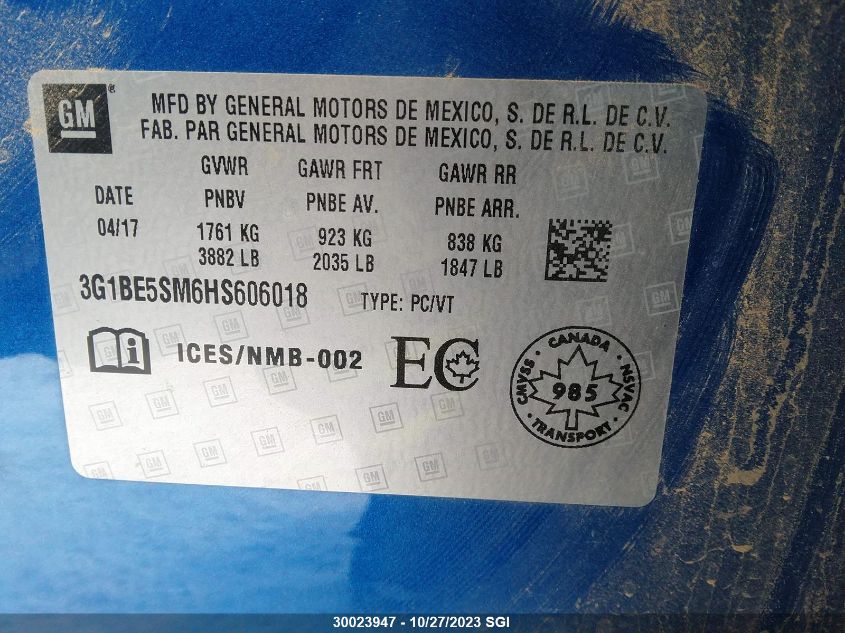 GM ®
MFD BY GENERAL MOTORS DE MEXICO, S. DE R.L. DE C.V.
FAB. PAR GENERAL MOTORS DE MEXICO, S. DE R.L. DE C.V.
GVWR GAWR FRT GAWR RR
DATE PNBV PNBE AV. PNBE ARR.
04/17 1761 KG 923 KG 838 KG
3882 LB 2035 LB 1847 LB
3G1BE5SM6HS606018 TYPE: PC/VT
i ICES/NMB-002 EC
CANADA
CMVSS 985 NSVAC
TRANSPORT
30023947 - 10/27/2023 SGI